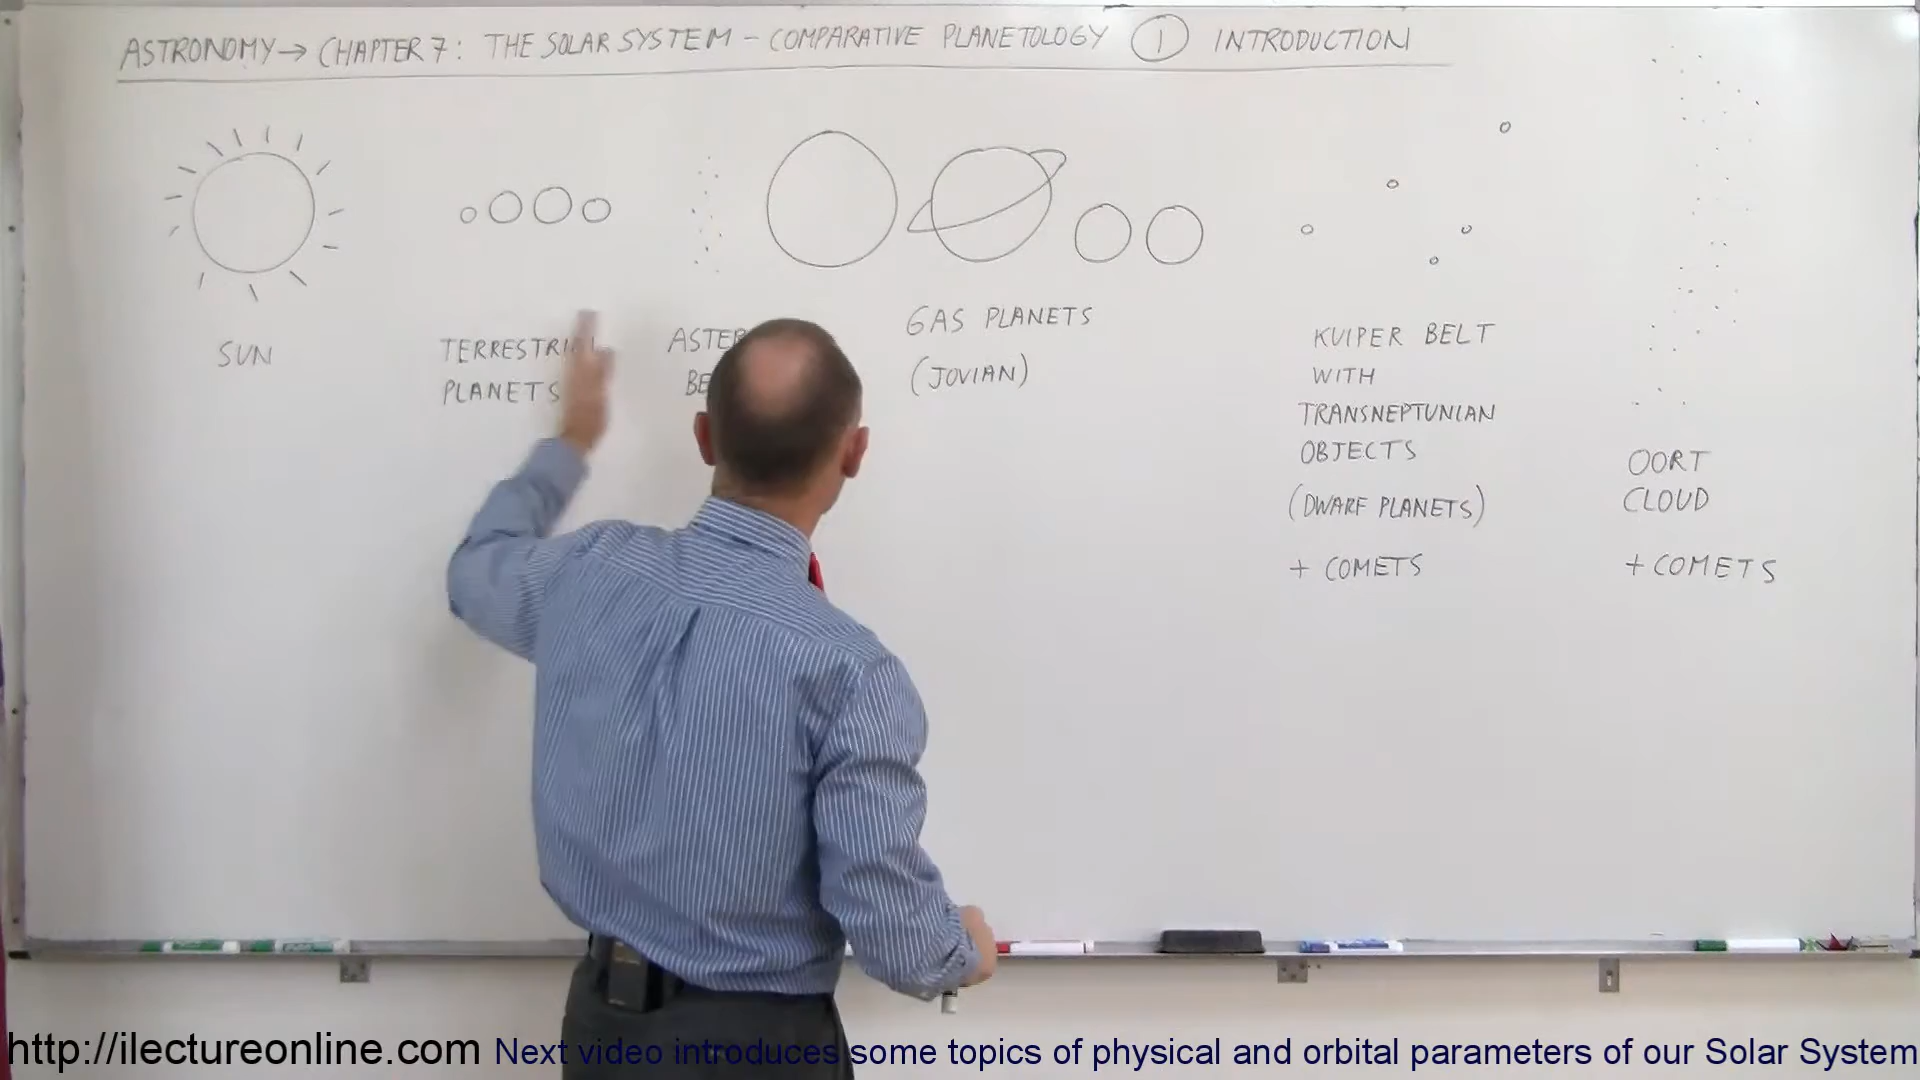 ASTRONOMY → CHAPTER 7: THE SOLAR SYSTEM - COMPARATIVE PLANETOLOGY 1 INTRODUCTION
SUN
TERRESTRIAL
PLANETS
GAS PLANETS
(JOVIAN)
KUIPER BELT
WITH
TRANSNEPTUNIAN
OBJECTS
(DWARF PLANETS)
+ COMETS
OORT
CLOUD
+ COMETS
http://ilectureonline.com Next video introduces some topics of physical and orbital parameters of our Solar System